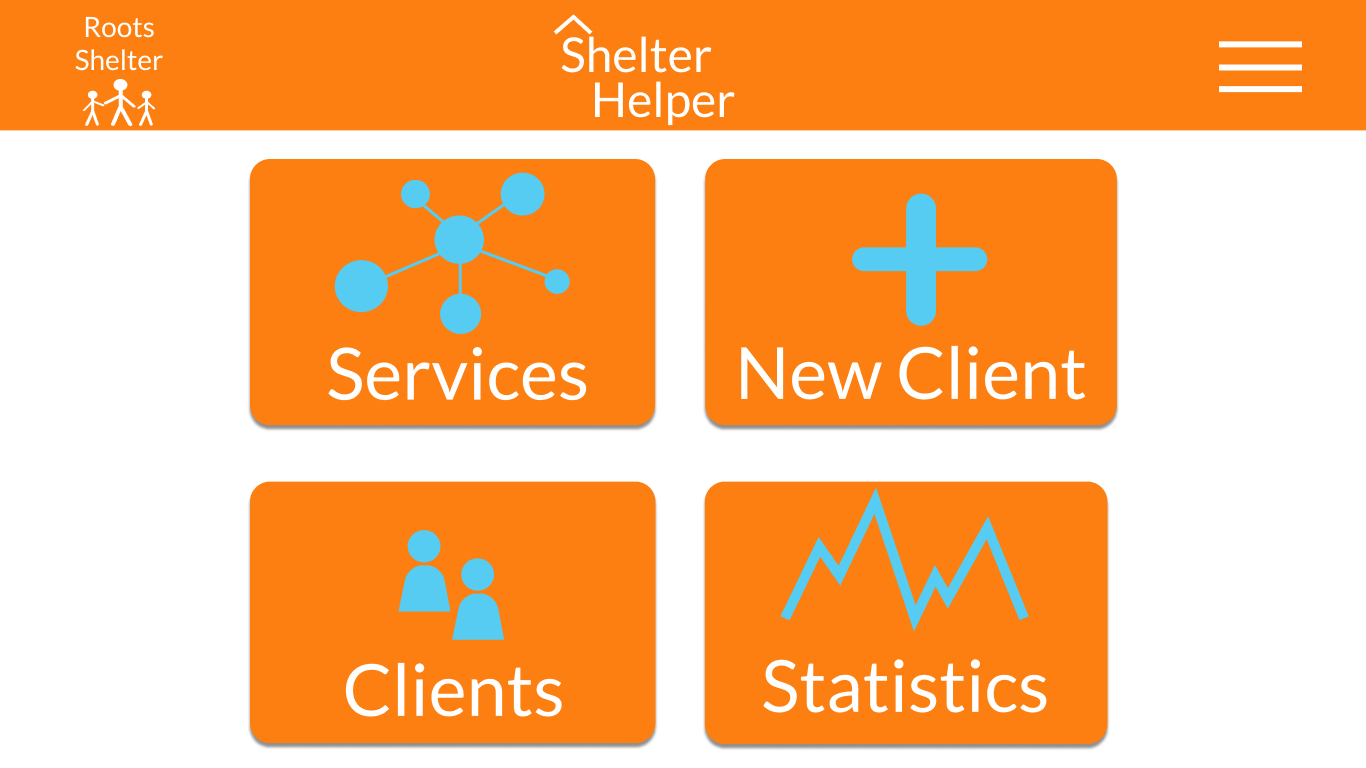 Roots
Shelter
Shelter
Helper
Services
New Client
Clients
Statistics